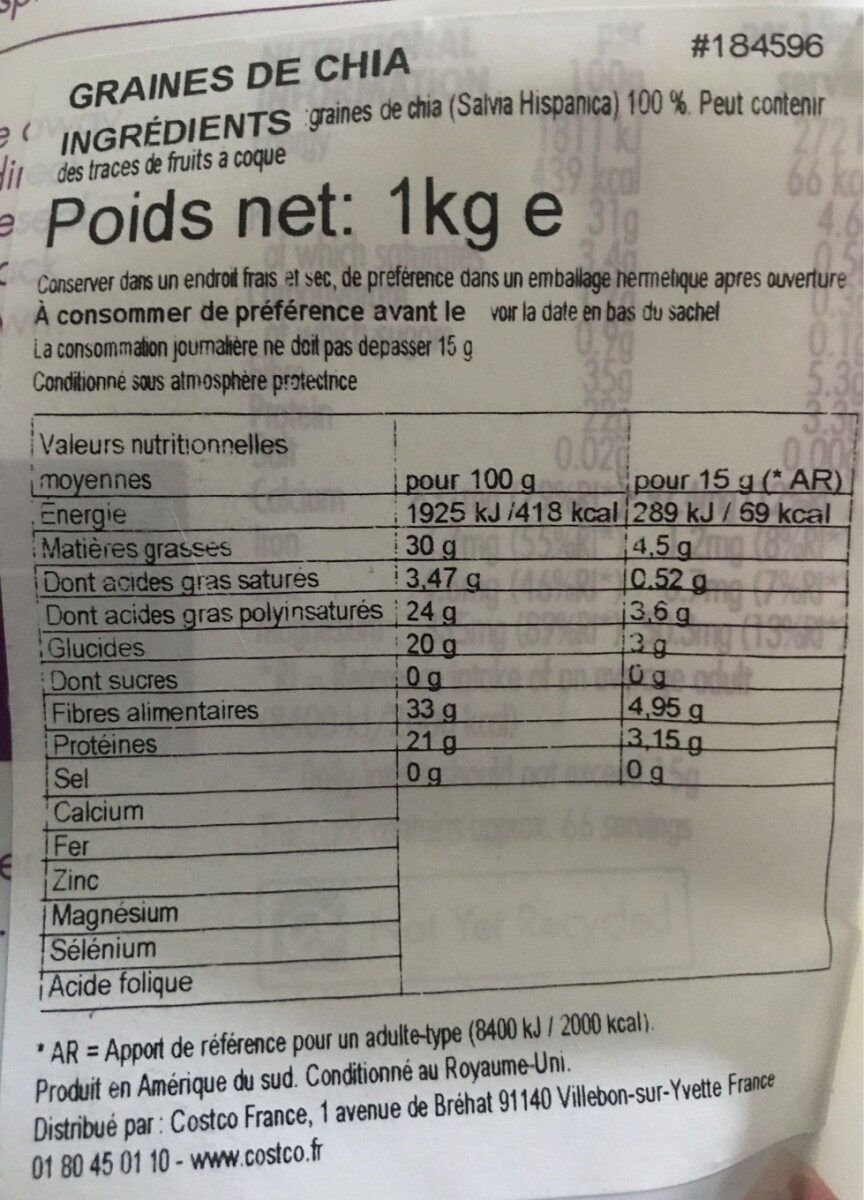 #184596
GRAINES DE CHIA
INGRÉDIENTS :graines de chia (Salvia Hispanica) 100 %. Peut contenir
des traces de fruits à coque
Poids net: 1kg e
Conserver dans un endroit frais et sec, de préférence dans un emballage hermétique apres ouverture
À consommer de préférence avant le voir la date en bas du sachet
La consommation journalière ne doit pas depasser 15 g
Conditionné sous atmosphère protectrice
Valeurs nutritionnelles
moyennes pour 100 g pour 15 g (* AR)
Énergie 1925 kJ /418 kcal 289 kJ / 69 kcal
Matières grasses 30 g 4,5 g
Dont acides gras saturés 3,47 g 0.52 g
Dont acides gras polyinsaturés 24 g 3,6 g
Glucides 20 g 3 g
Dont sucres 0 g 0 g
Fibres alimentaires 33 g 4,95 g
Protéines 21 g 3,15 g
Sel 0 g 0 g
Calcium
Fer
Zinc
Magnésium
Sélénium
Acide folique
* AR = Apport de référence pour un adulte-type (8400 kJ / 2000 kcal).
Produit en Amérique du sud. Conditionné au Royaume-Uni.
Distribué par : Costco France, 1 avenue de Bréhat 91140 Villebon-sur-Yvette France
01 80 45 01 10 - www.costco.fr